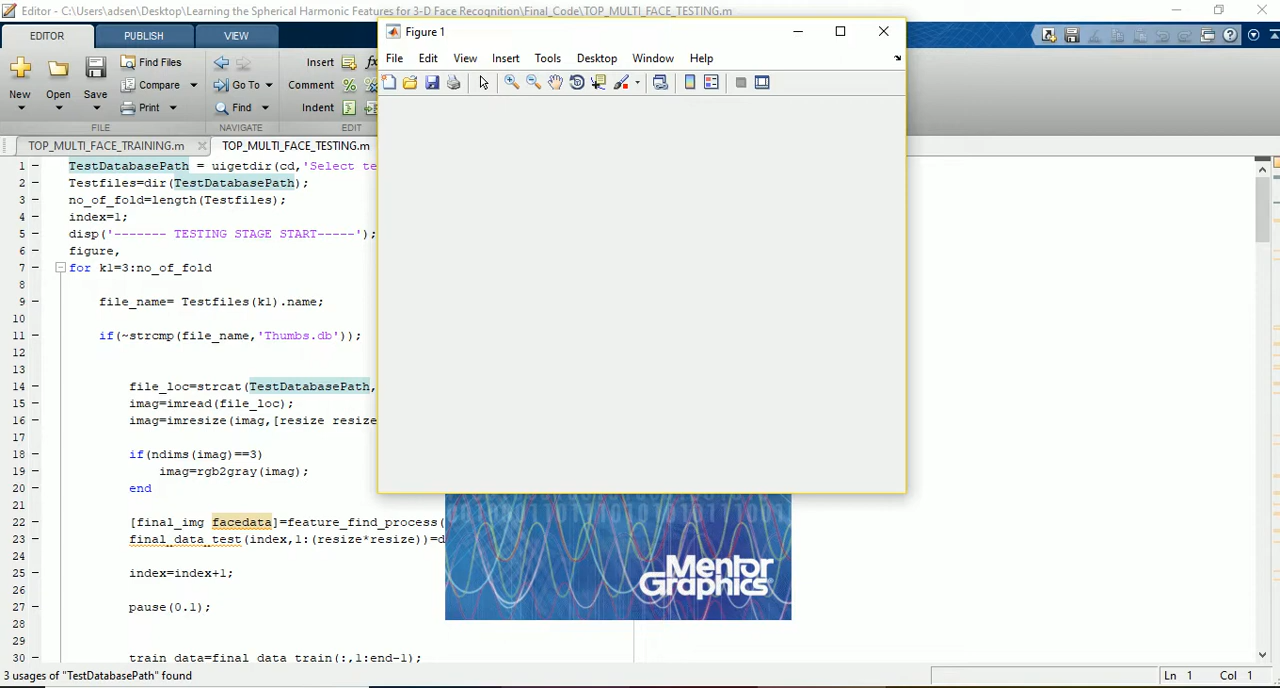 Editor - C:\Users\adsen\Desktop\Learning the Spherical Harmonic Features for 3-D Face Recognition\Final_Code\TOP_MULTI_FACE_TESTING.m
EDITOR PUBLISH VIEW
Figure 1
File Edit View Insert Tools Desktop Window Help
New Open Save
Find Files
Compare
Print
Go To
Find
Insert
Comment
Indent
FILE NAVIGATE EDIT
TOP_MULTI_FACE_TRAINING.m TOP_MULTI_FACE_TESTING.m
1 TestDatabasePath = uigetdir(cd,'Select te
2 Testfiles=dir(TestDatabasePath);
3 no_of_fold=length(Testfiles);
4 index=1;
5 disp('------- TESTING STAGE START-----');
6 figure,
7 for kl=3:no_of_fold
8
9 file_name= Testfiles(kl).name;
10
11 if(~strcmp(file_name,'Thumbs.db'));
12
13
14 file_loc=strcat(TestDatabasePath,
15 imag=imread(file_loc);
16 imag=imresize(imag,[resize resize
17
18 if(ndims(imag)==3)
19 imag=rgb2gray(imag);
20 end
21
22 [final_img facedata]=feature_find_process(
23 final_data_test(index,1:(resize*resize))=d
24
25 index=index+1;
26
27 pause(0.1);
28
29
30 train_data=final_data_train(:,1:end-1);
Mentor
Graphics
3 usages of "TestDatabasePath" found
Ln 1 Col 1